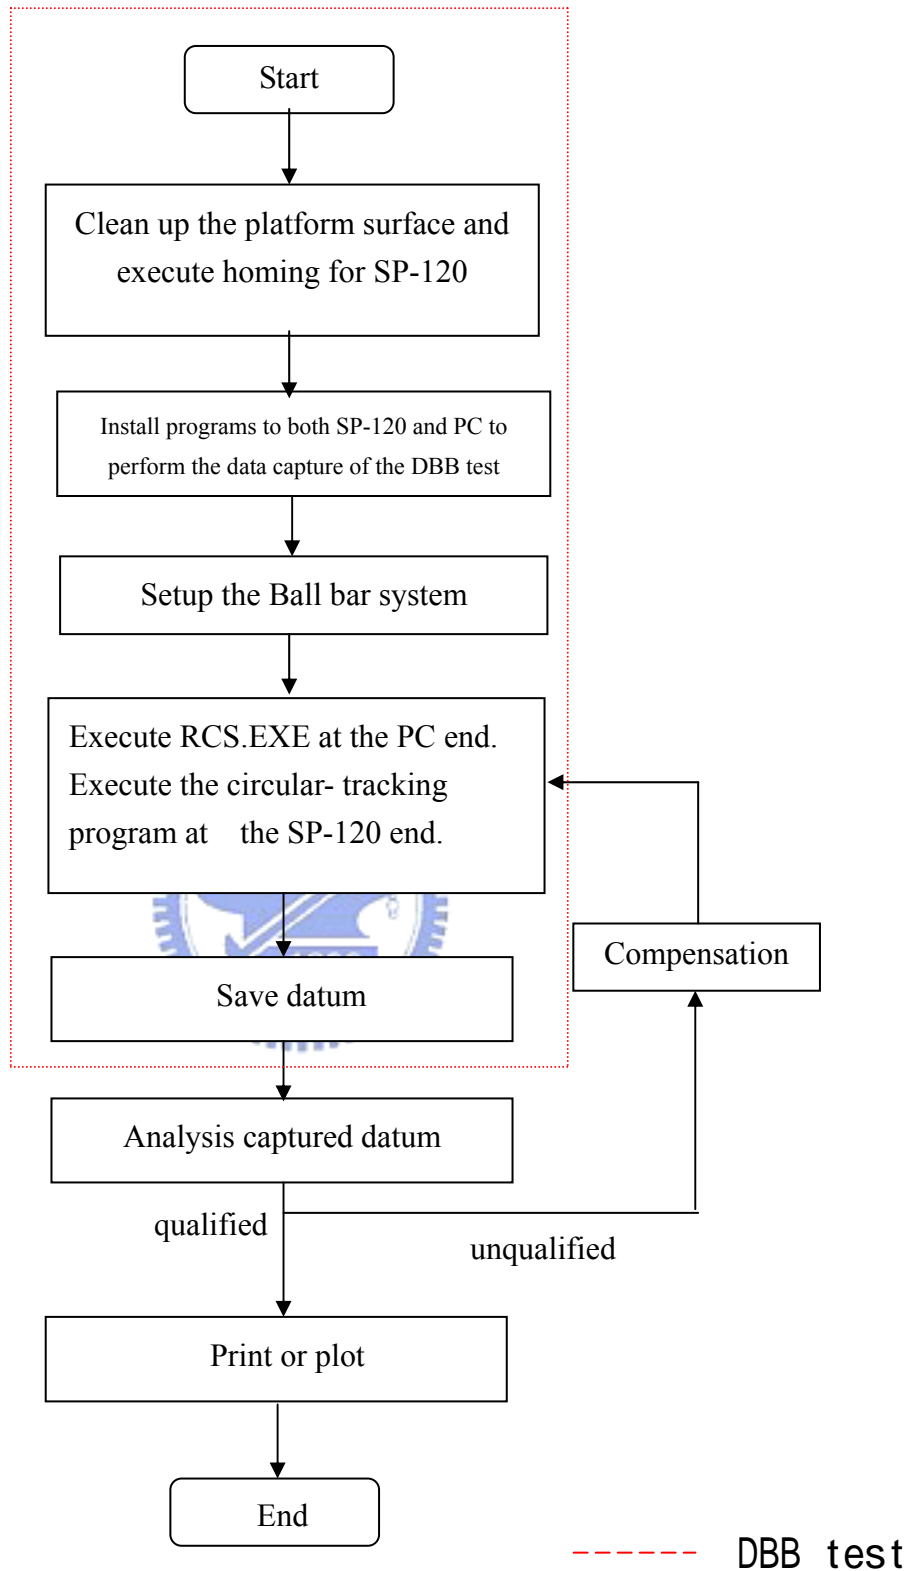 Start
Clean up the platform surface and
execute homing for SP-120
Install programs to both SP-120 and PC to
perform the data capture of the DBB test
Setup the Ball bar system
Execute RCS.EXE at the PC end.
Execute the circular- tracking
program at the SP-120 end.
Compensation
Save datum
Analysis captured datum
qualified
unqualified
Print or plot
End
DBB test